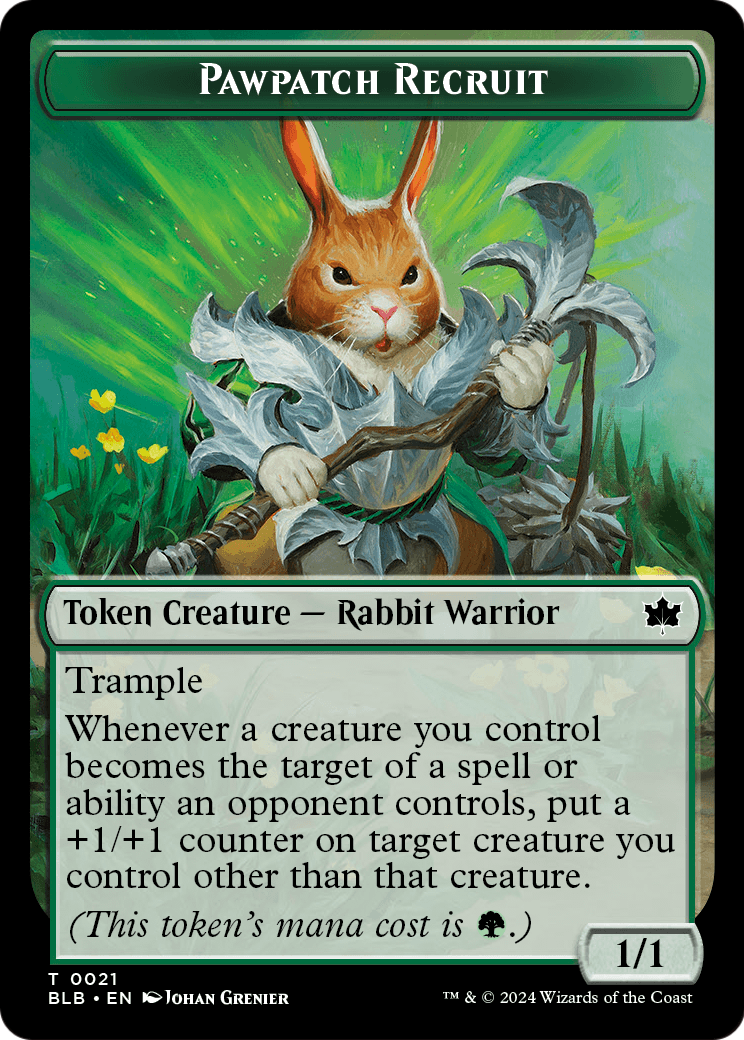 Pawpatch Recruit
Token Creature — Rabbit Warrior
Trample
Whenever a creature you control
becomes the target of a spell or
ability an opponent controls, put a
+1/+1 counter on target creature you
control other than that creature.
(This token's mana cost is .)
1/1
T 0021
BLB • EN Johan Grenier
™ & © 2024 Wizards of the Coast